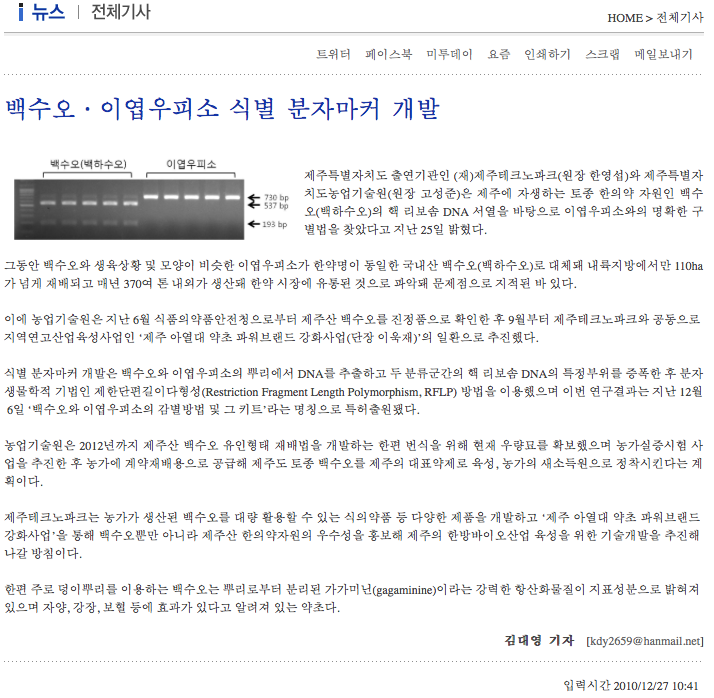 i 뉴스 | 전체기사
HOME > 전체기사
트위터 페이스북 미투데이 요즘 인쇄하기 스크랩 메일보내기
백수오 · 이엽우피소 식별 분자마커 개발
백수오(백하수오) 이엽우피소
730 bp
537 bp
193 bp
제주특별자치도 출연기관인 (재)제주테크노파크(원장 한영섭)와 제주특별자
치도농업기술원(원장 고성준)은 제주에 자생하는 토종 한의약 자원인 백수
오(백하수오)의 핵 리보솜 DNA 서열을 바탕으로 이엽우피소와의 명확한 구
별법을 찾았다고 지난 25일 밝혔다.
그동안 백수오와 생육상황 및 모양이 비슷한 이엽우피소가 한약명이 동일한 국내산 백수오(백하수오)로 대체돼 내륙지방에서만 110ha
가 넘게 재배되고 매년 370여 톤 내외가 생산돼 한약 시장에 유통된 것으로 파악돼 문제점으로 지적된 바 있다.
이에 농업기술원은 지난 6월 식품의약품안전청으로부터 제주산 백수오를 진정품으로 확인한 후 9월부터 제주테크노파크와 공동으로
지역연고산업육성사업인 ‘제주 아열대 약초 파워브랜드 강화사업(단장 이욱재)’의 일환으로 추진했다.
식별 분자마커 개발은 백수오와 이엽우피소의 뿌리에서 DNA를 추출하고 두 분류군간의 핵 리보솜 DNA의 특정부위를 증폭한 후 분자
생물학적 기법인 제한단편길이다형성(Restriction Fragment Length Polymorphism, RFLP) 방법을 이용했으며 이번 연구결과는 지난 12월
6일 ‘백수오와 이엽우피소의 감별방법 및 그 키트’라는 명칭으로 특허출원됐다.
농업기술원은 2012년까지 제주산 백수오 유인형태 재배법을 개발하는 한편 번식을 위해 현재 우량묘를 확보했으며 농가실증시험 사
업을 추진한 후 농가에 계약재배용으로 공급해 제주도 토종 백수오를 제주의 대표약제로 육성, 농가의 새소득원으로 정착시킨다는 계
획이다.
제주테크노파크는 농가가 생산된 백수오를 대량 활용할 수 있는 식의약품 등 다양한 제품을 개발하고 ‘제주 아열대 약초 파워브랜드
강화사업’을 통해 백수오뿐만 아니라 제주산 한의약자원의 우수성을 홍보해 제주의 한방바이오산업 육성을 위한 기술개발을 추진해
나갈 방침이다.
한편 주로 덩이뿌리를 이용하는 백수오는 뿌리로부터 분리된 가가미닌(gagaminine)이라는 강력한 항산화물질이 지표성분으로 밝혀져
있으며 자양, 강장, 보혈 등에 효과가 있다고 알려져 있는 약초다.
김대영 기자 [kdy2659@hanmail.net]
입력시간 2010/12/27 10:41